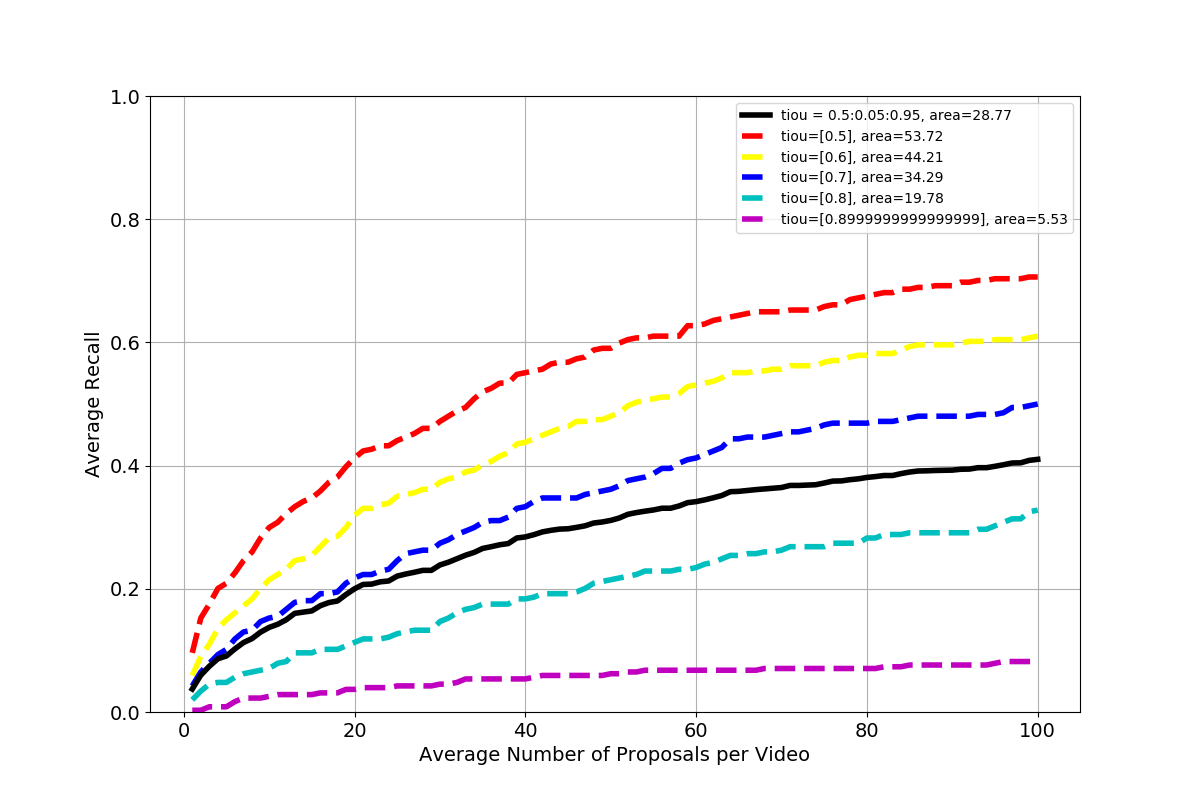 1.0
0.8
0.6
0.4
0.2
0.0
Average Recall
tiou = 0.5:0.05:0.95, area=28.77
tiou=[0.5], area=53.72
tiou=[0.6], area=44.21
tiou=[0.7], area=34.29
tiou=[0.8], area=19.78
tiou=[0.8999999999999999], area=5.53
0 20 40 60 80 100
Average Number of Proposals per Video